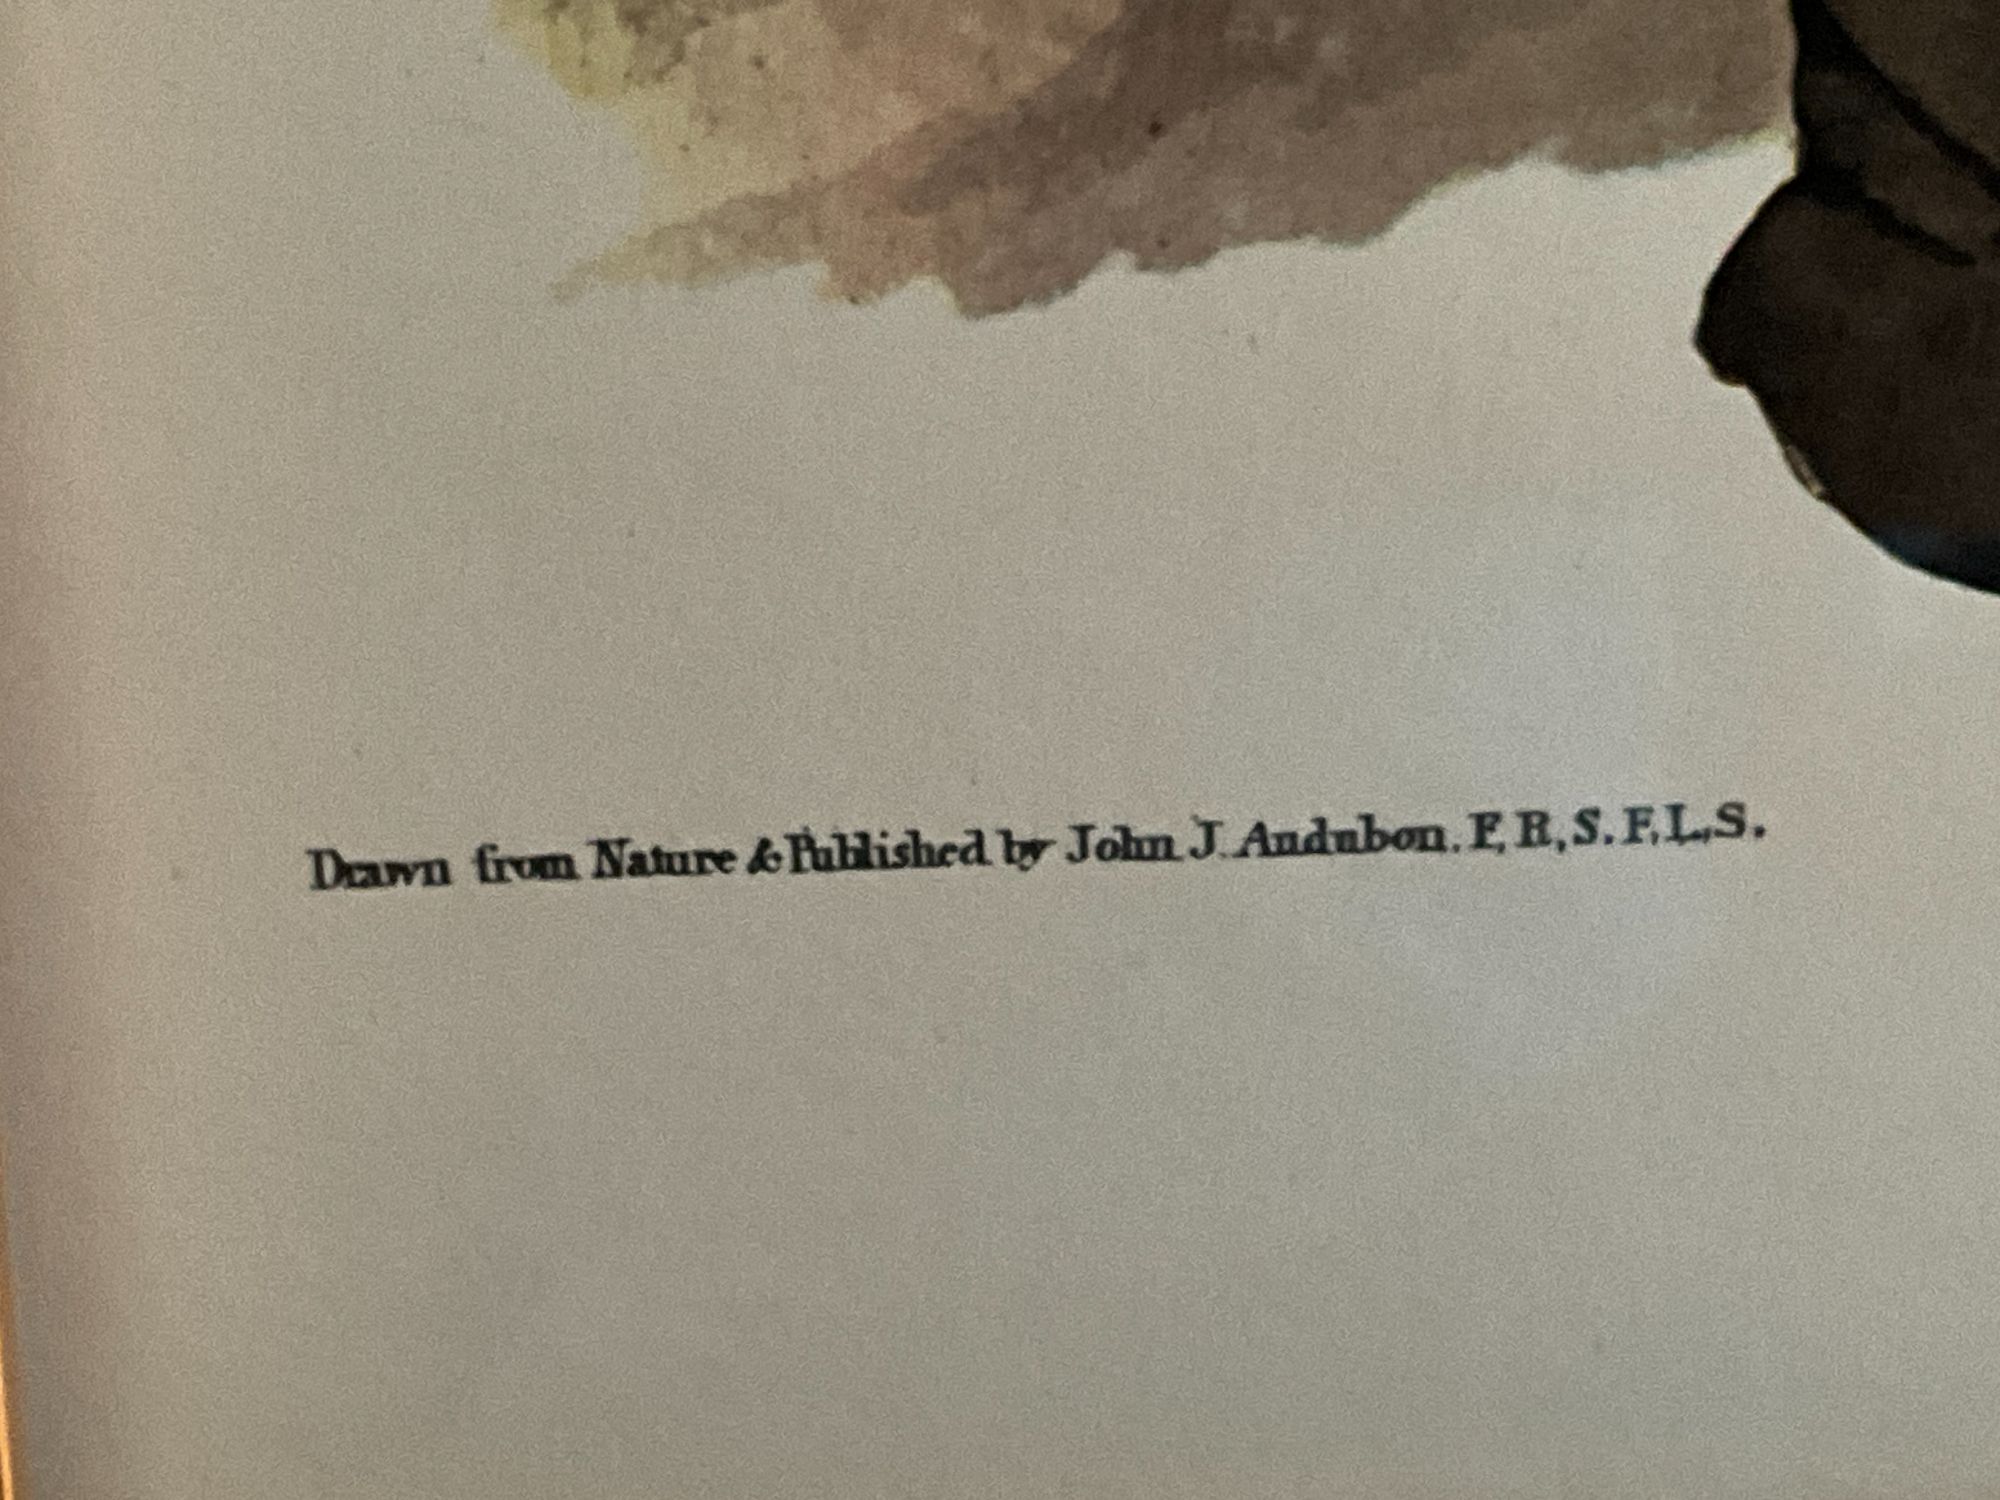 Drawn from Nature & Published by John J. Audubon. F, R, S. F, L, S.